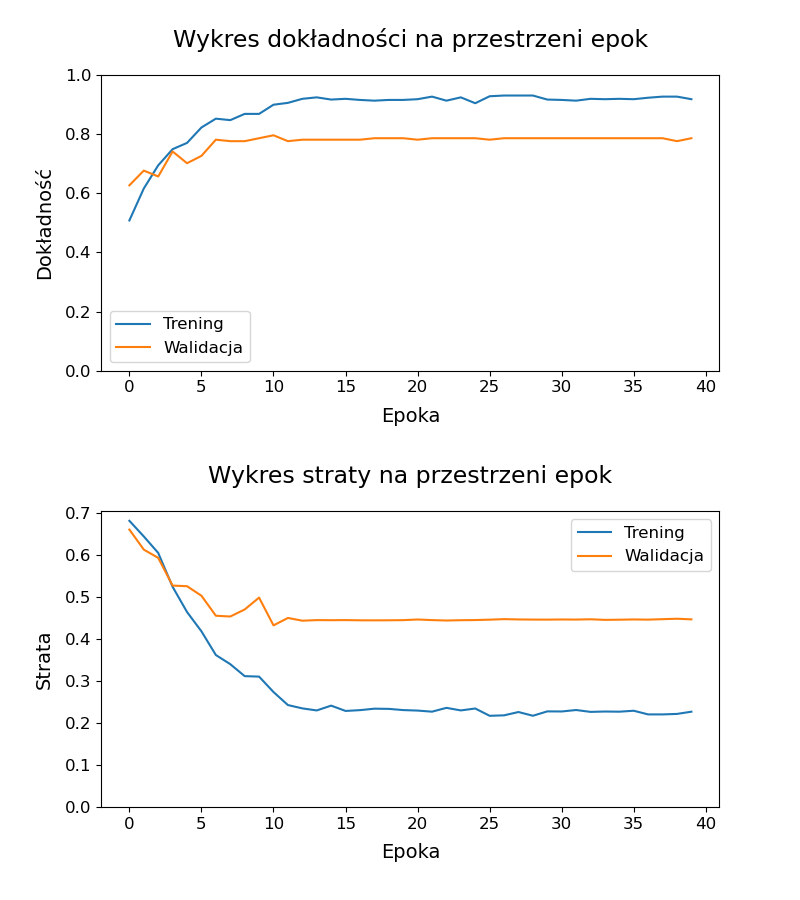 Wykres dokładności na przestrzeni epok
1.0
0.8
0.6
0.4
0.2
0.0
Dokładność
Trening
Walidacja
0 5 10 15 20 25 30 35 40
Epoka
Wykres straty na przestrzeni epok
0.7
0.6
0.5
0.4
0.3
0.2
0.1
0.0
Strata
Trening
Walidacja
0 5 10 15 20 25 30 35 40
Epoka